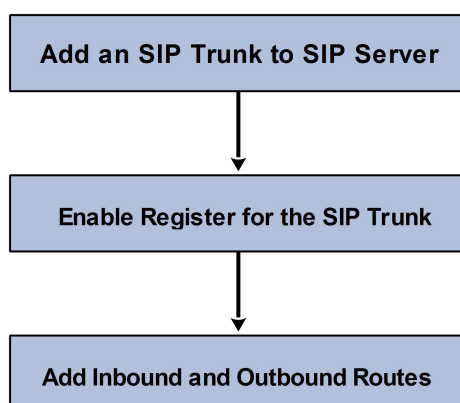 Add an SIP Trunk to SIP Server
Enable Register for the SIP Trunk
Add Inbound and Outbound Routes